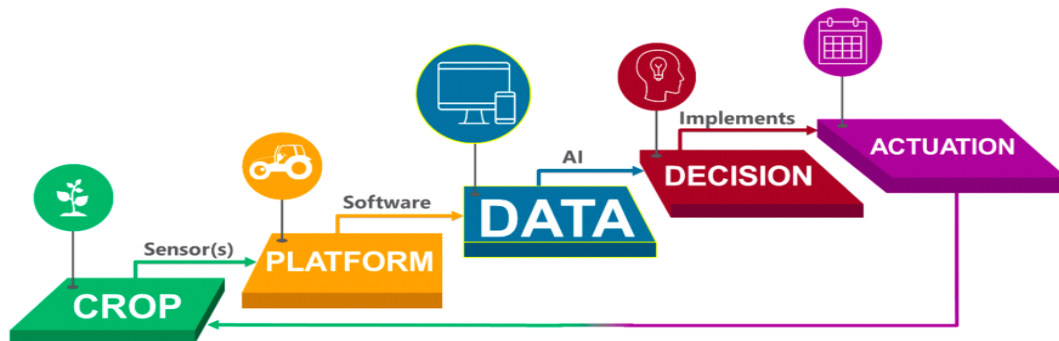 CROP
Sensor(s)
PLATFORM
Software
DATA
AI
DECISION
Implements
ACTUATION